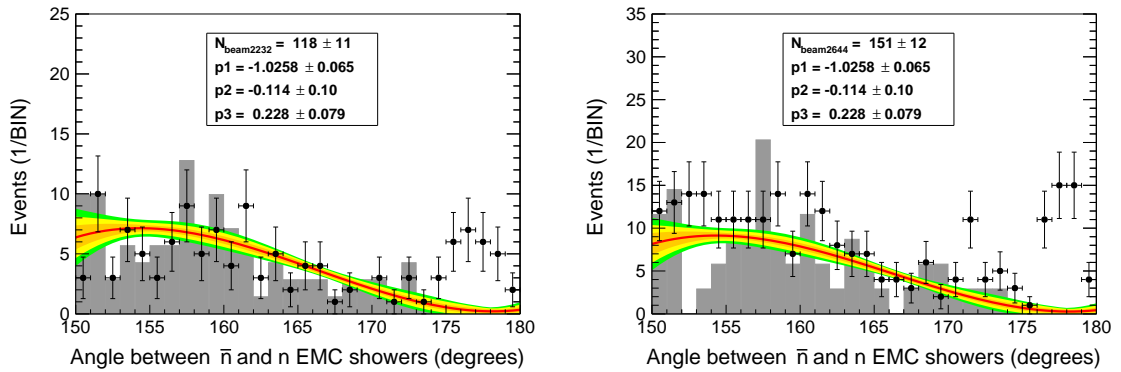 25
20
15
10
5
0
150 155 160 165 170 175 180
Events (1/BIN)
Angle between n̅ and n EMC showers (degrees)
N_beam2232 = 118 ± 11
p1 = -1.0258 ± 0.065
p2 = -0.114 ± 0.10
p3 = 0.228 ± 0.079
35
30
25
20
15
10
5
0
150 155 160 165 170 175 180
Events (1/BIN)
Angle between n̅ and n EMC showers (degrees)
N_beam2644 = 151 ± 12
p1 = -1.0258 ± 0.065
p2 = -0.114 ± 0.10
p3 = 0.228 ± 0.079